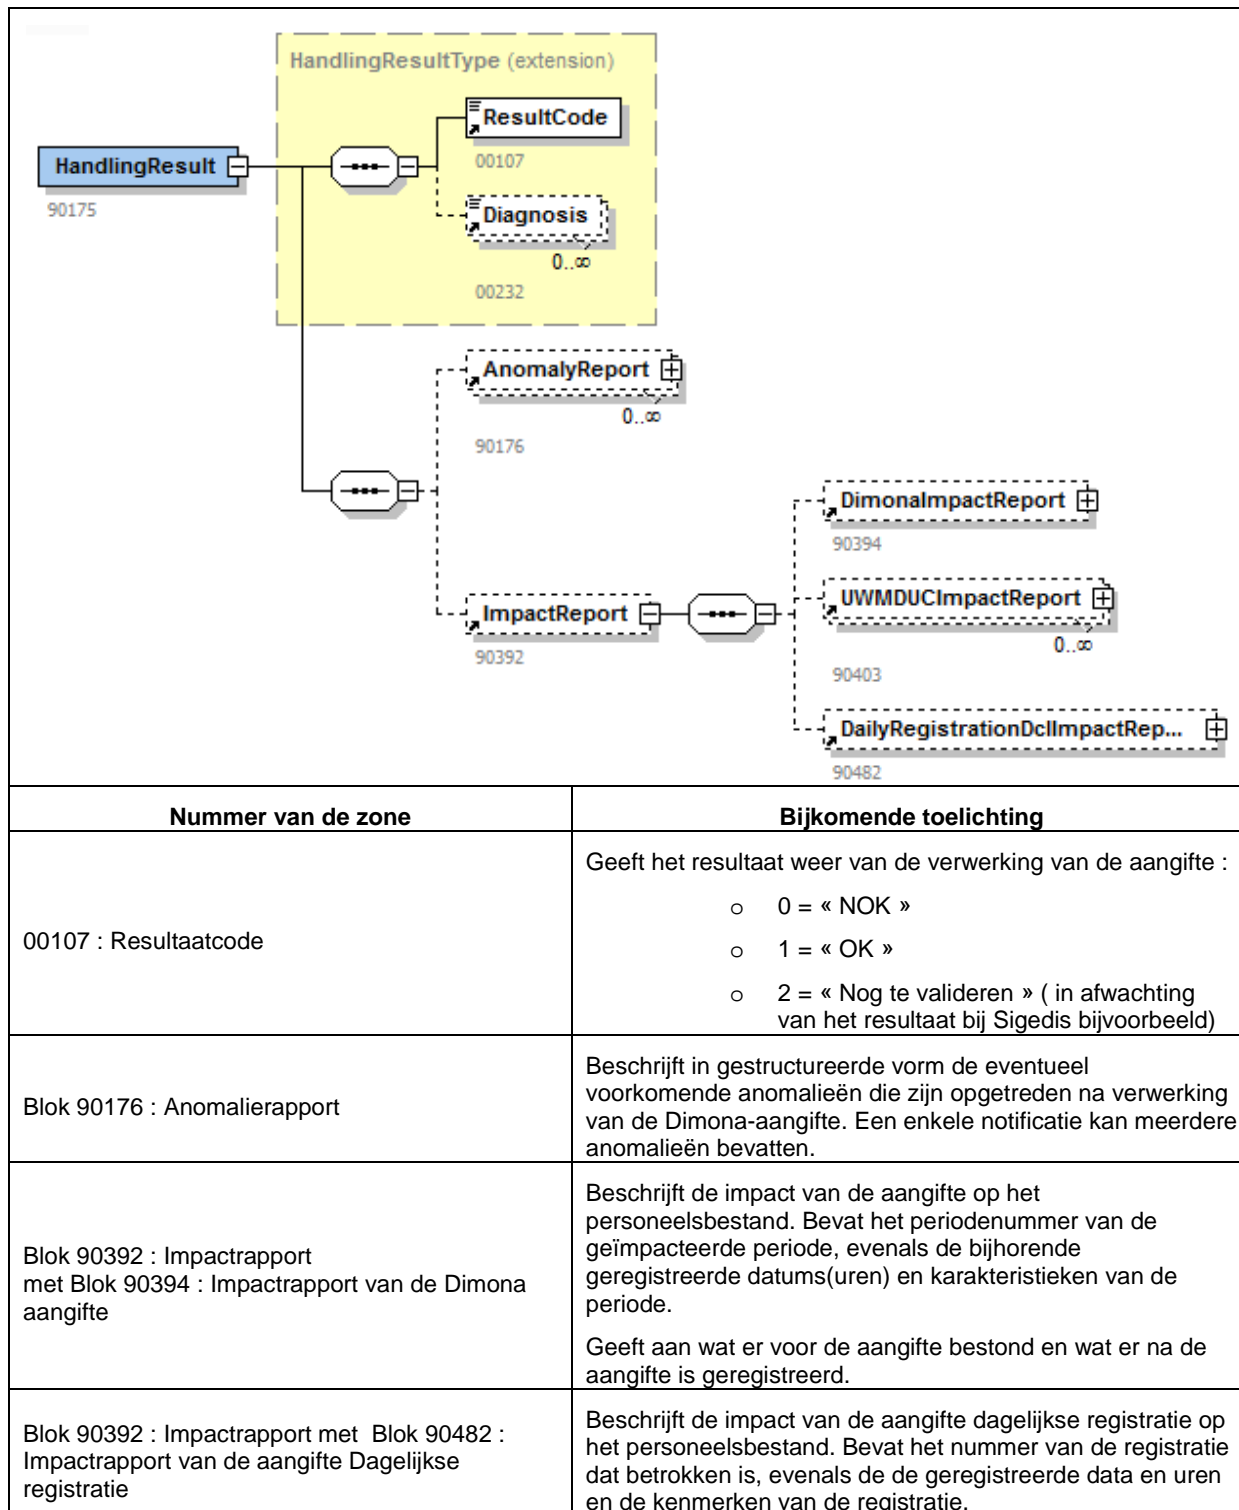 HandlingResultType (extension)
ResultCode
00107
HandlingResult
90175
Diagnosis
0..∞
00232
AnomalyReport
0..∞
90176
DimonaImpactReport
90394
UWMDUCImpactReport
0..∞
90403
ImpactReport
90392
DailyRegistrationDclImpactRep...
90482
Nummer van de zone
Bijkomende toelichting
00107 : Resultaatcode
Geeft het resultaat weer van de verwerking van de aangifte :
o 0 = « NOK »
o 1 = « OK »
o 2 = « Nog te valideren » ( in afwachting
van het resultaat bij Sigedis bijvoorbeeld)
Blok 90176 : Anomalierapport
Beschrijft in gestructureerde vorm de eventueel
voorkomende anomalieën die zijn opgetreden na verwerking
van de Dimona-aangifte. Een enkele notificatie kan meerdere
anomalieën bevatten.
Blok 90392 : Impactrapport
met Blok 90394 : Impactrapport van de Dimona
aangifte
Beschrijft de impact van de aangifte op het
personeelsbestand. Bevat het periodenummer van de
geïmpacteerde periode, evenals de bijhorende
geregistreerde datums(uren) en karakteristieken van de
periode.
Geeft aan wat er voor de aangifte bestond en wat er na de
aangifte is geregistreerd.
Blok 90392 : Impactrapport met Blok 90482 :
Impactrapport van de aangifte Dagelijkse
registratie
Beschrijft de impact van de aangifte dagelijkse registratie op
het personeelsbestand. Bevat het nummer van de registratie
dat betrokken is, evenals de de geregistreerde data en uren
en de kenmerken van de registratie.